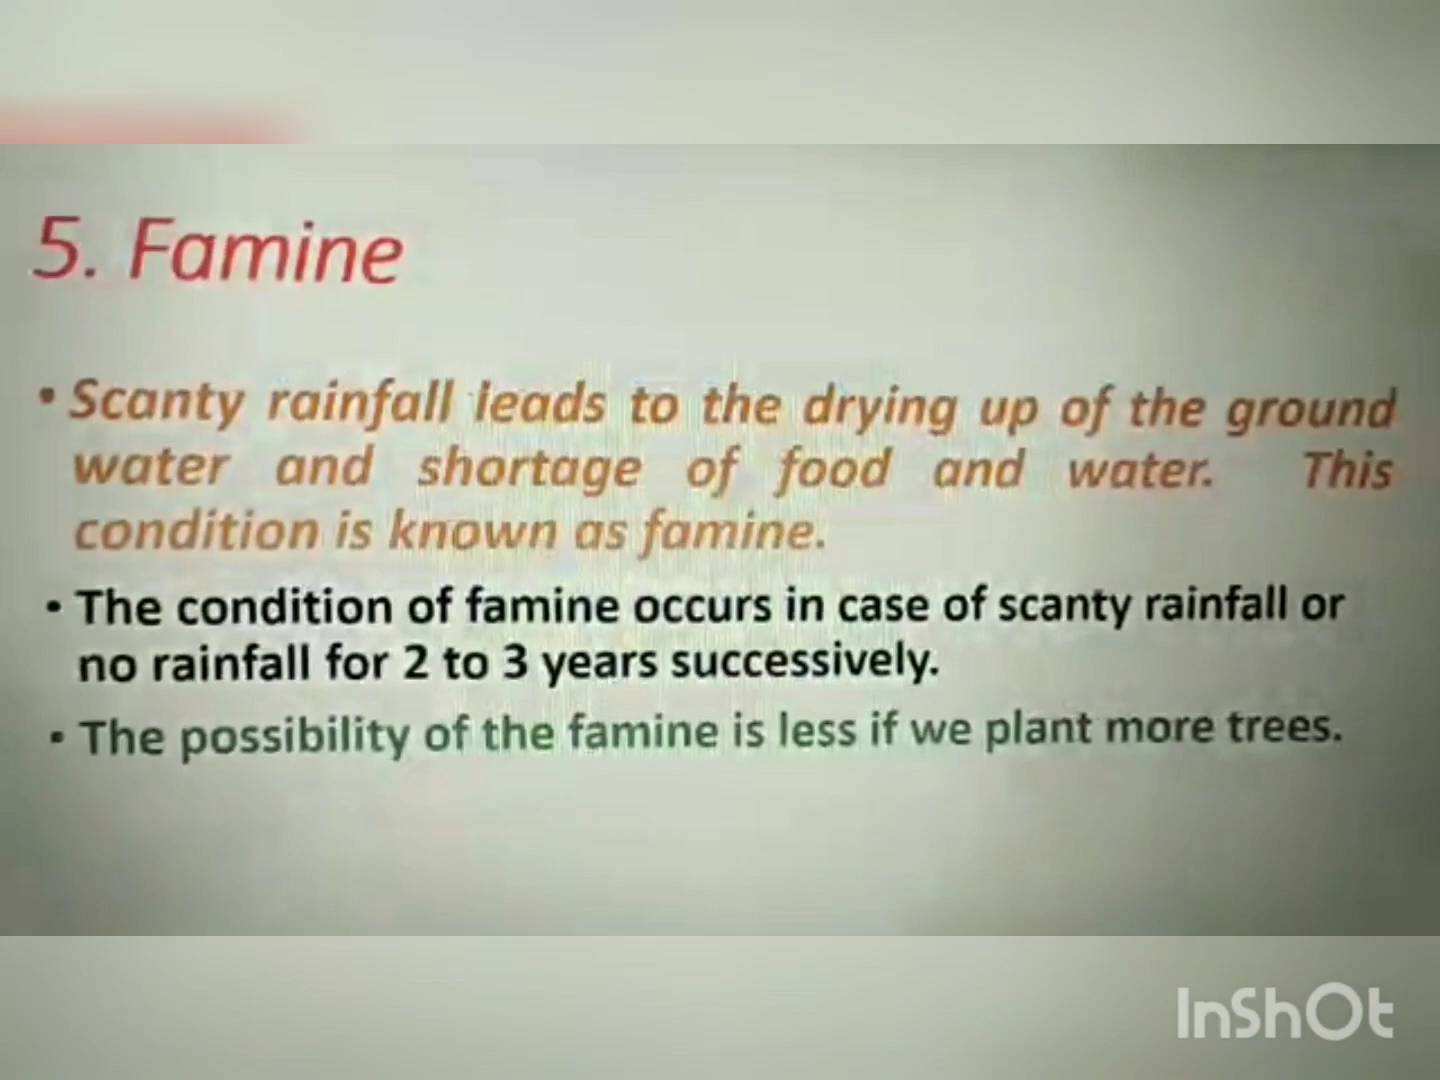 5. Famine
• Scanty rainfall leads to the drying up of the ground
water and shortage of food and water. This
condition is known as famine.
• The condition of famine occurs in case of scanty rainfall or
no rainfall for 2 to 3 years successively.
• The possibility of the famine is less if we plant more trees.
InShOt